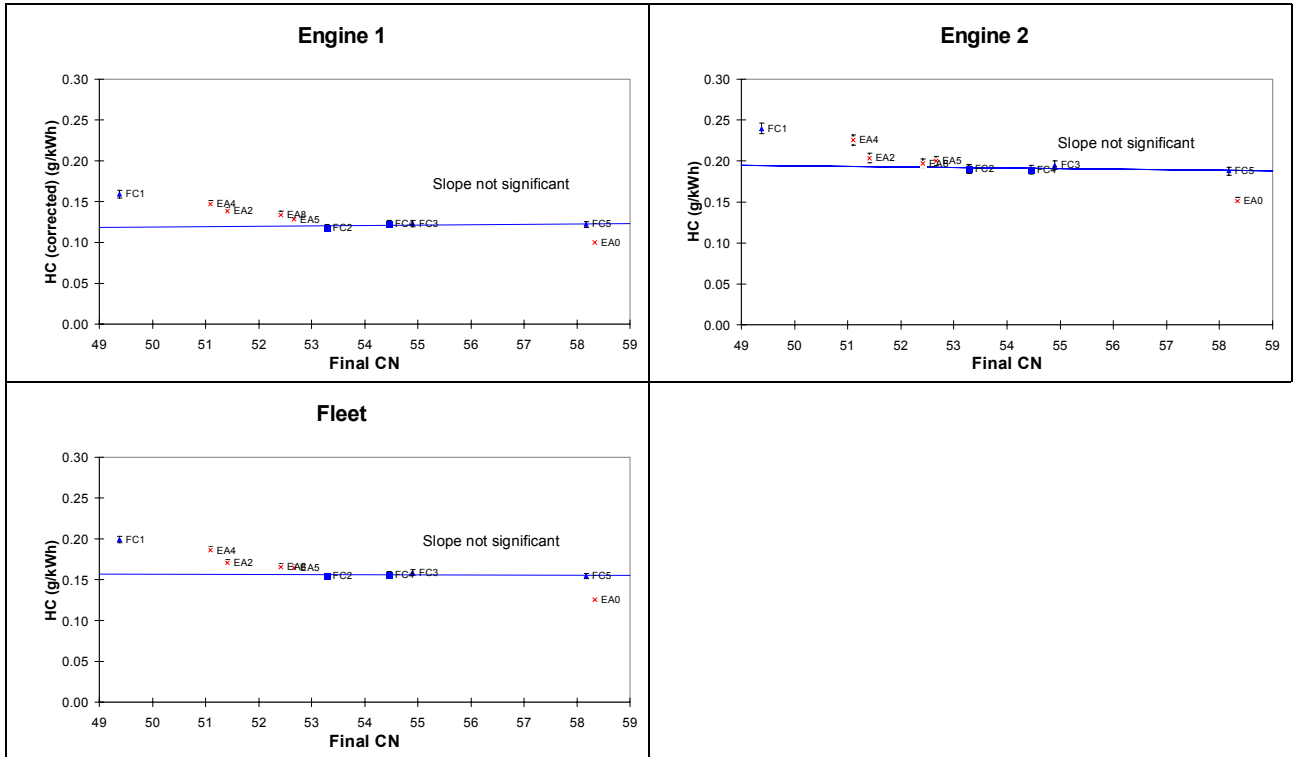 Engine 1
HC (corrected) (g/kWh)
0.30
0.25
0.20
0.15
0.10
0.05
0.00
FC1
EA4
EA2
EA5
FC2
FC3
FC5
EA0
Slope not significant
49 50 51 52 53 54 55 56 57 58 59
Final CN
Engine 2
HC (g/kWh)
0.30
0.25
0.20
0.15
0.10
0.05
0.00
FC1
EA4
EA2
EA5
FC2
FC4
FC3
FC5
EA0
Slope not significant
49 50 51 52 53 54 55 56 57 58 59
Final CN
Fleet
HC (g/kWh)
0.30
0.25
0.20
0.15
0.10
0.05
0.00
FC1
EA4
EA2
EA5
FC2
FC4
FC3
FC5
EA0
Slope not significant
49 50 51 52 53 54 55 56 57 58 59
Final CN